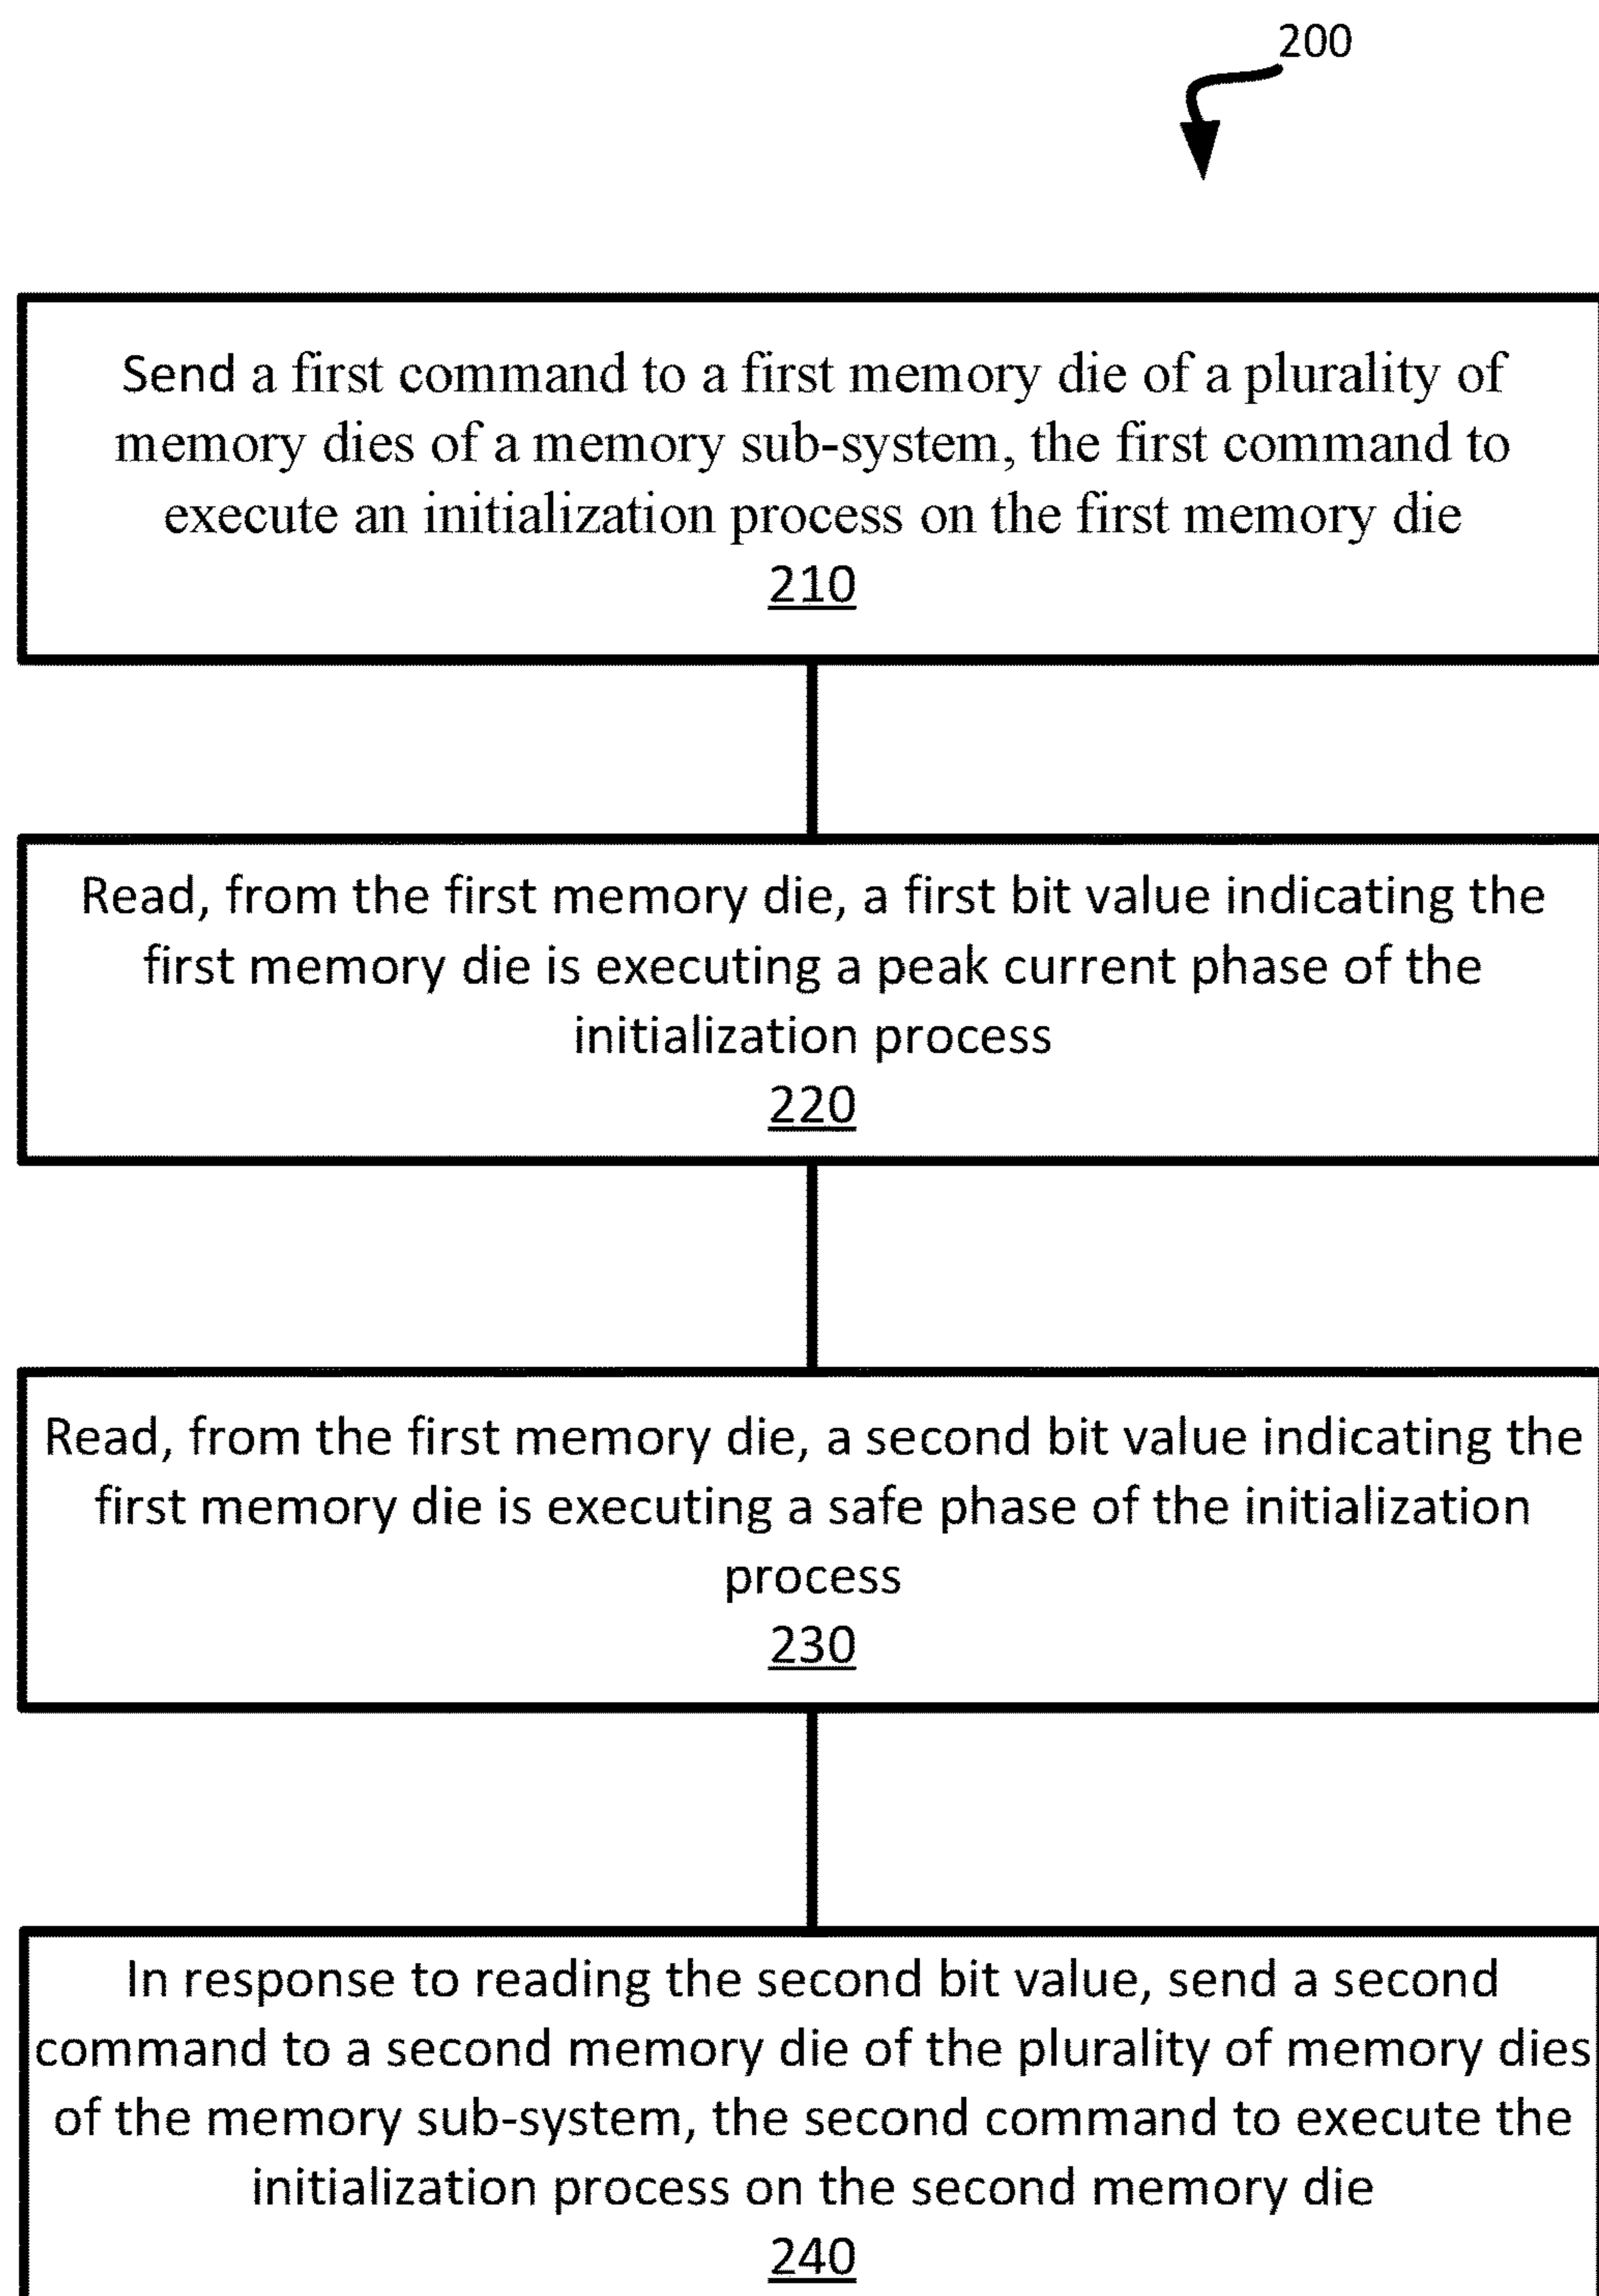 200
Send a first command to a first memory die of a plurality of
memory dies of a memory sub-system, the first command to
execute an initialization process on the first memory die
210
Read, from the first memory die, a first bit value indicating the
first memory die is executing a peak current phase of the
initialization process
220
Read, from the first memory die, a second bit value indicating the
first memory die is executing a safe phase of the initialization
process
230
In response to reading the second bit value, send a second
command to a second memory die of the plurality of memory dies
of the memory sub-system, the second command to execute the
initialization process on the second memory die
240